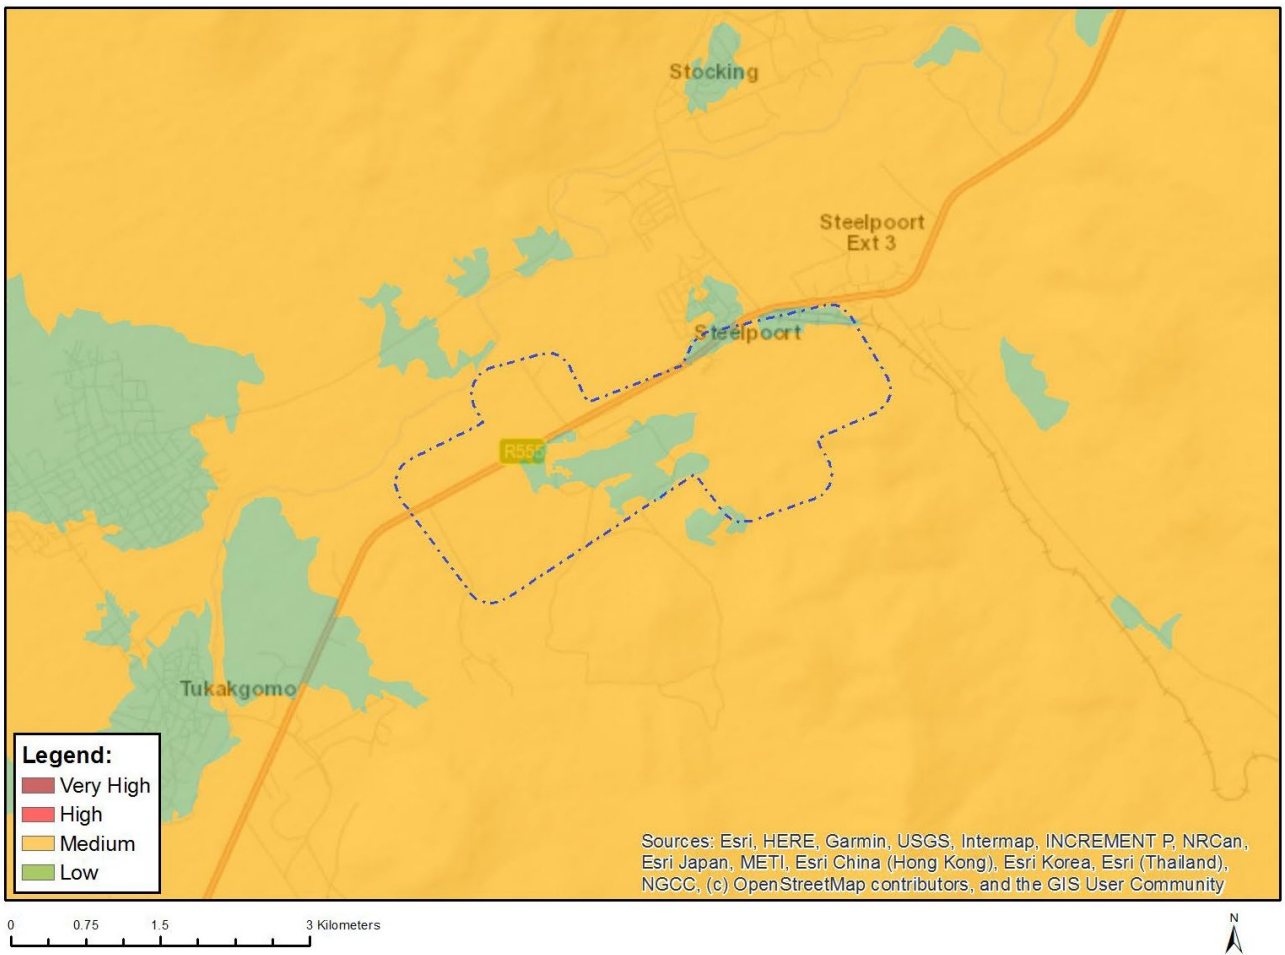 Stocking
Steelpoort
Ext 3
Steelpoort
R555
Tukakgomo
Legend:
Very High
High
Medium
Low
Sources: Esri, HERE, Garmin, USGS, Intermap, INCREMENT P, NRCan,
Esri Japan, METI, Esri China (Hong Kong), Esri Korea, Esri (Thailand),
NGCC, (c) OpenStreetMap contributors, and the GIS User Community
0 0.75 1.5 3 Kilometers
N